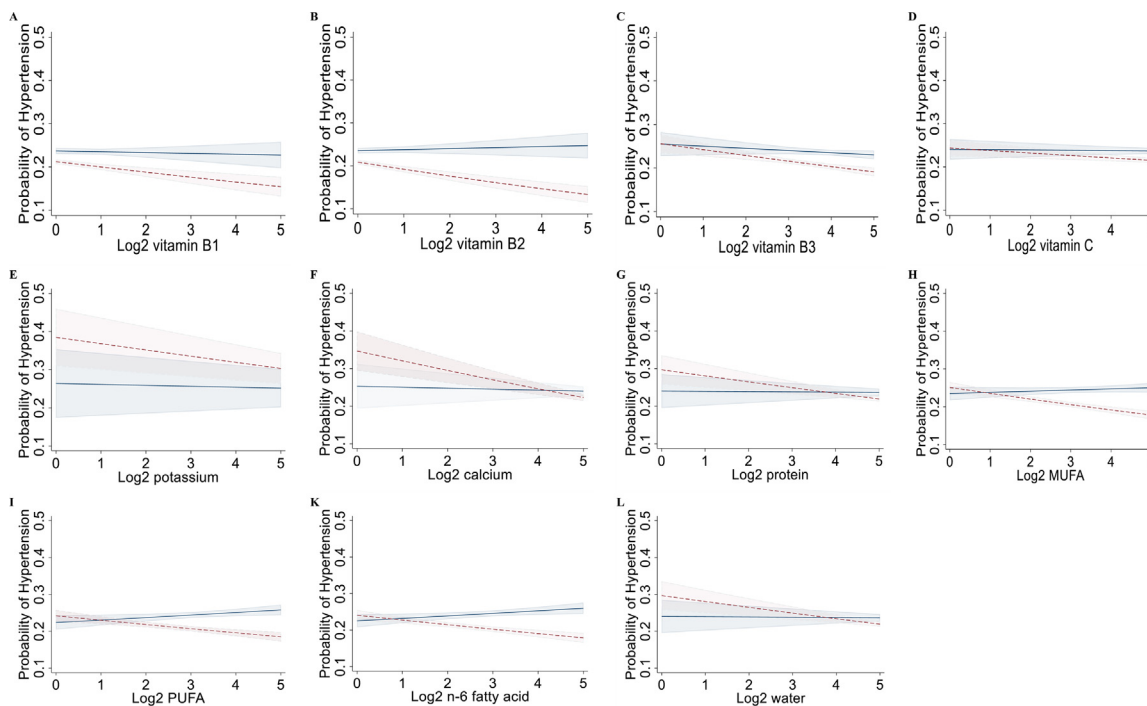 A
B
C
D
Probability of Hypertension
0.1 0.2 0.3 0.4 0.5
0 1 2 3 4 5
Log2 vitamin B1
Probability of Hypertension
0.1 0.2 0.3 0.4 0.5
0 1 2 3 4 5
Log2 vitamin B2
Probability of Hypertension
0.1 0.2 0.3 0.4 0.5
0 1 2 3 4 5
Log2 vitamin B3
Probability of Hypertension
0.1 0.2 0.3 0.4 0.5
0 1 2 3 4
Log2 vitamin C
E
F
G
H
Probability of Hypertension
0.1 0.2 0.3 0.4 0.5
0 1 2 3 4 5
Log2 potassium
Probability of Hypertension
0.1 0.2 0.3 0.4 0.5
0 1 2 3 4 5
Log2 calcium
Probability of Hypertension
0.1 0.2 0.3 0.4 0.5
0 1 2 3 4 5
Log2 protein
Probability of Hypertension
0.1 0.2 0.3 0.4 0.5
0 1 2 3 4
Log2 MUFA
I
K
L
Probability of Hypertension
0.1 0.2 0.3 0.4 0.5
0 1 2 3 4 5
Log2 PUFA
Probability of Hypertension
0.1 0.2 0.3 0.4 0.5
0 1 2 3 4 5
Log2 n-6 fatty acid
Probability of Hypertension
0.1 0.2 0.3 0.4 0.5
0 1 2 3 4 5
Log2 water